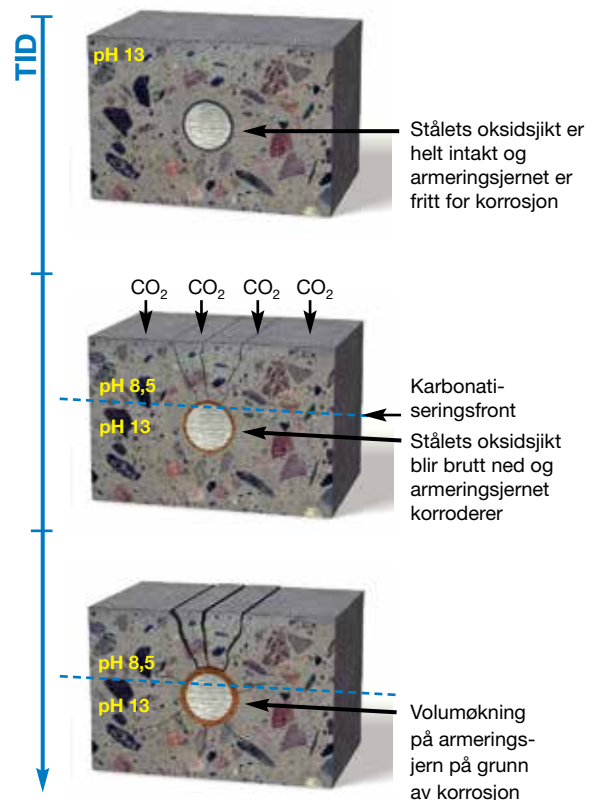 TID
pH 13
Stålets oksidsjikt er
helt intakt og
armeringsjernet er
fritt for korrosjon
CO₂ CO₂ CO₂ CO₂
pH 8,5
pH 13
Karbonati-
seringsfront
Stålets oksidsjikt
blir brutt ned og
armeringsjernet
korroderer
pH 8,5
pH 13
Volumøkning
på armerings-
jern på grunn
av korrosjon